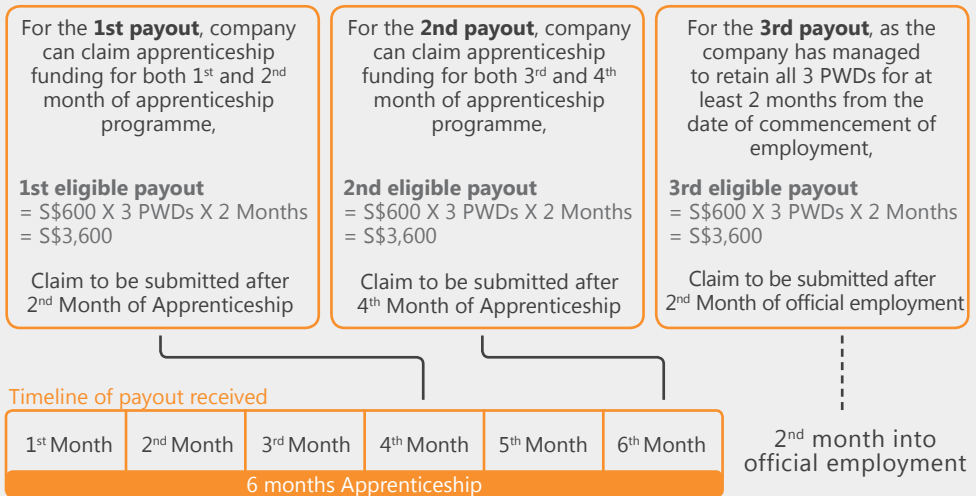 For the 1st payout, company
can claim apprenticeship
funding for both 1st and 2nd
month of apprenticeship
programme,
1st eligible payout
= S$600 X 3 PWDs X 2 Months
= S$3,600
Claim to be submitted after
2nd Month of Apprenticeship
For the 2nd payout, company
can claim apprenticeship
funding for both 3rd and 4th
month of apprenticeship
programme,
2nd eligible payout
= S$600 X 3 PWDs X 2 Months
= S$3,600
Claim to be submitted after
4th Month of Apprenticeship
For the 3rd payout, as the
company has managed
to retain all 3 PWDs for at
least 2 months from the
date of commencement of
employment,
3rd eligible payout
= S$600 X 3 PWDs X 2 Months
= S$3,600
Claim to be submitted after
2nd Month of official employment
Timeline of payout received
1st Month
2nd Month
3rd Month
4th Month
5th Month
6th Month
6 months Apprenticeship
2nd month into
official employment